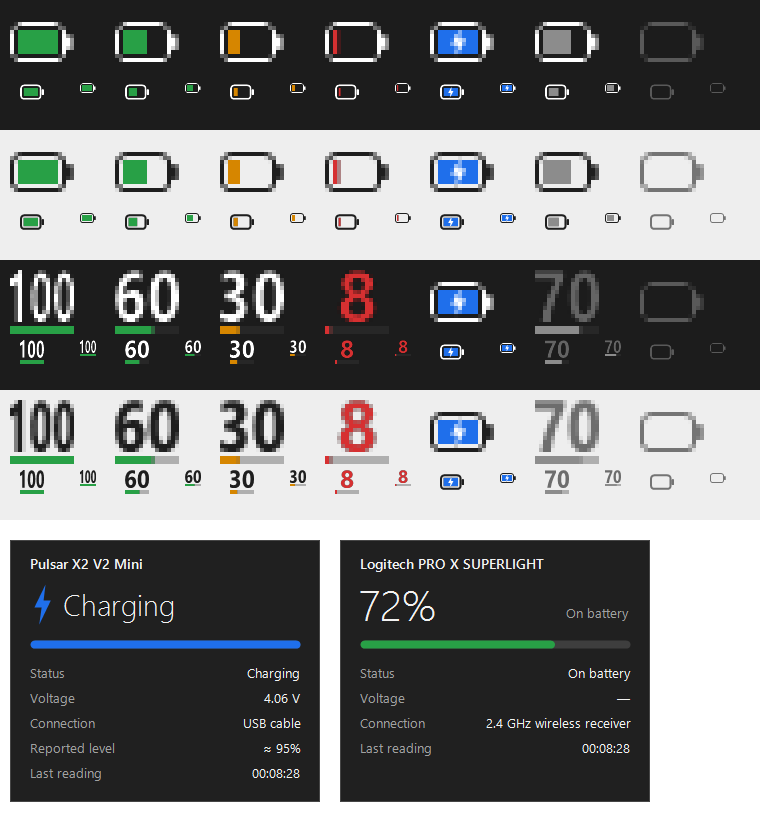 100 60 30 8 70
100 100 60 60 30 30 8 8 70 70
100 60 30 8 70
100 100 60 60 30 30 8 8 70 70
Pulsar X2 V2 Mini
Charging
Status Charging
Voltage 4.06 V
Connection USB cable
Reported level ≈ 95%
Last reading 00:08:28
Logitech PRO X SUPERLIGHT
72% On battery
Status On battery
Voltage —
Connection 2.4 GHz wireless receiver
Last reading 00:08:28